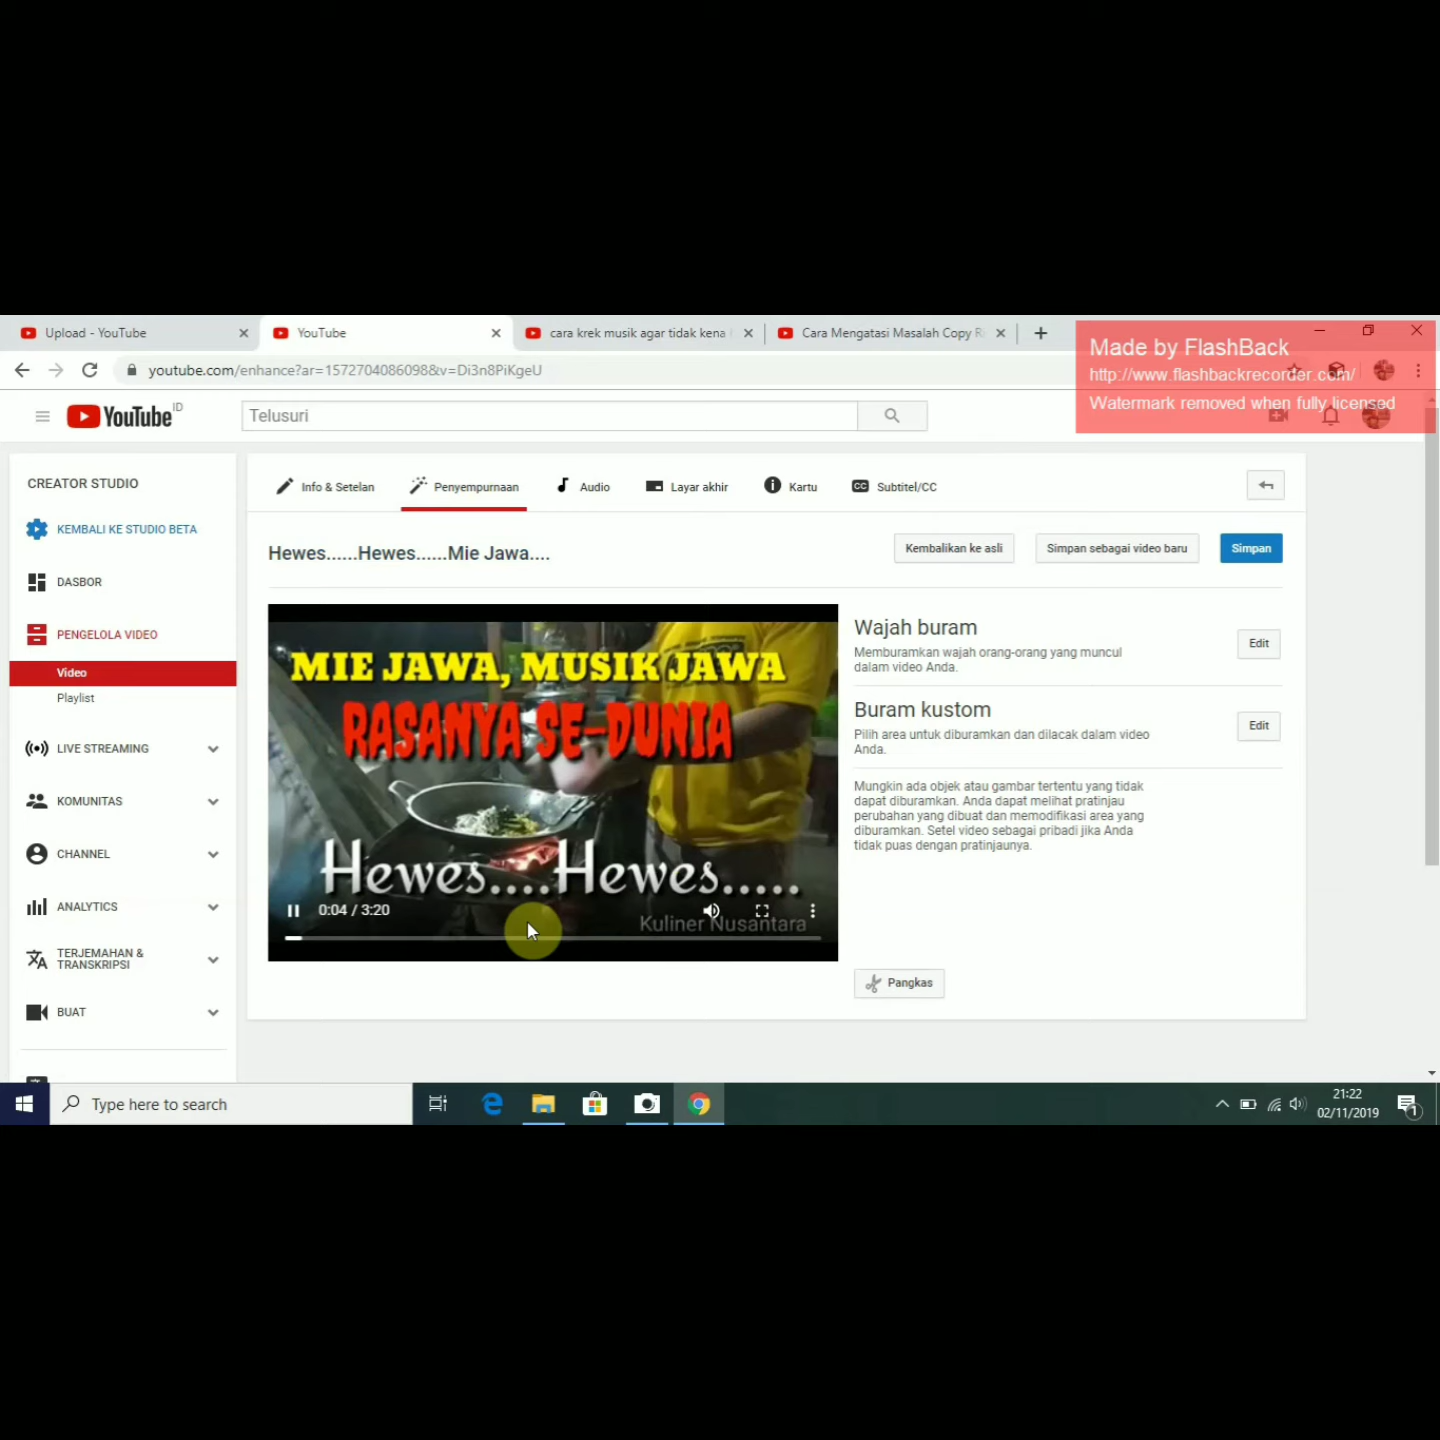 Upload - YouTube
YouTube
cara krek musik agar tidak kena
Cara Mengatasi Masalah Copy Ri
Made by FlashBack
http://www.flashbackrecorder.com/
Watermark removed when fully licensed
youtube.com/enhance?ar=1572704086098&v=Di3n8PiKgeU
YouTube ID
Telusuri
CREATOR STUDIO
KEMBALI KE STUDIO BETA
DASBOR
PENGELOLA VIDEO
Video
Playlist
LIVE STREAMING
KOMUNITAS
CHANNEL
ANALYTICS
TERJEMAHAN &
TRANSKRIPSI
BUAT
Info & Setelan
Penyempurnaan
Audio
Layar akhir
Kartu
CC Subtitel/CC
Hewes......Hewes......Mie Jawa....
Kembalikan ke asli
Simpan sebagai video baru
Simpan
MIE JAWA, MUSIK JAWA
RASANYA SE-DUNIA
Hewes....Hewes.....
0:04 / 3:20
Kuliner Nusantara
Wajah buram
Memburamkan wajah orang-orang yang muncul
dalam video Anda.
Edit
Buram kustom
Pilih area untuk diburamkan dan dilacak dalam video
Anda.
Edit
Mungkin ada objek atau gambar tertentu yang tidak
dapat diburamkan. Anda dapat melihat pratinjau
perubahan yang dibuat dan memodifikasi area yang
diburamkan. Setel video sebagai pribadi jika Anda
tidak puas dengan pratinjaunya.
Pangkas
Type here to search
21:22
02/11/2019
1